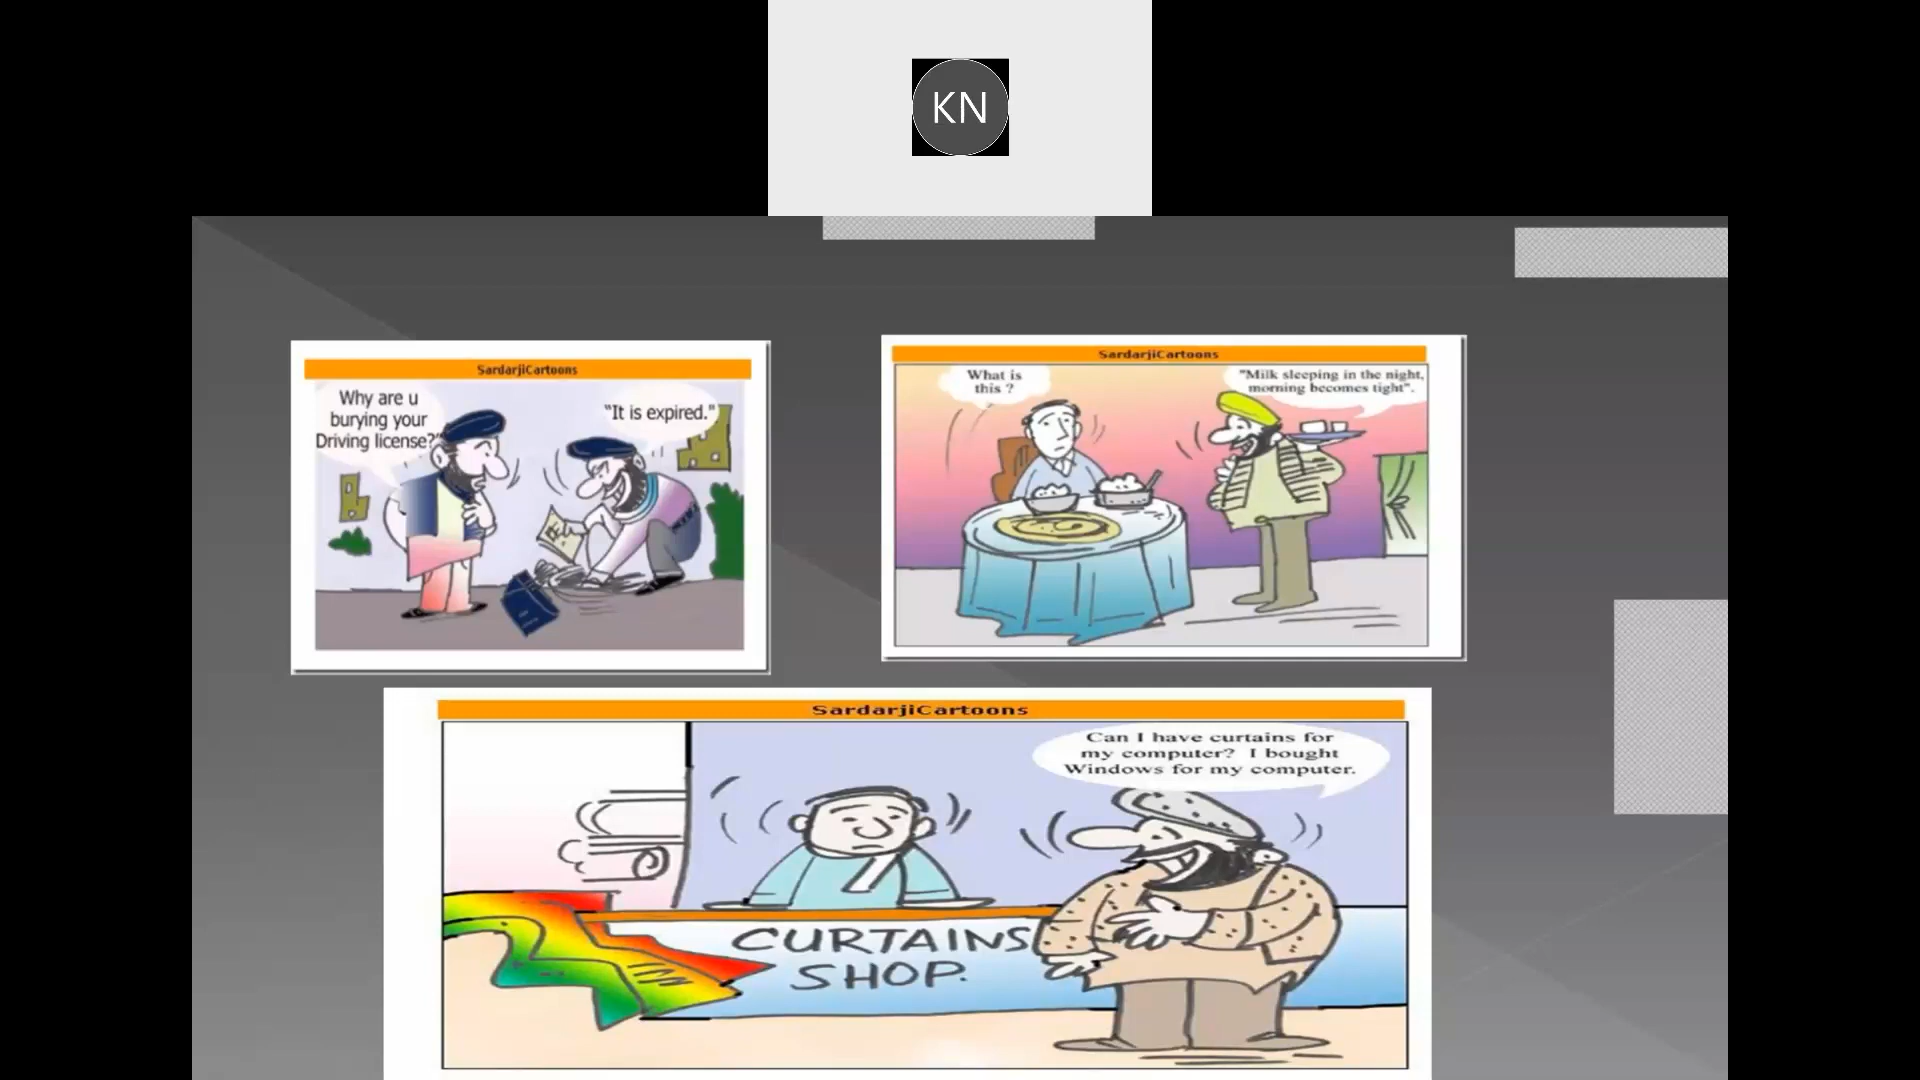 KN
SardarjiCartoons
Why are u
burying your
Driving license?"
"It is expired."
SardarjiCartoons
What is
this ?
"Milk sleeping in the night,
morning becomes tight".
SardarjiCartoons
Can I have curtains for
my computer? I bought
Windows for my computer.
CURTAINS
SHOP.